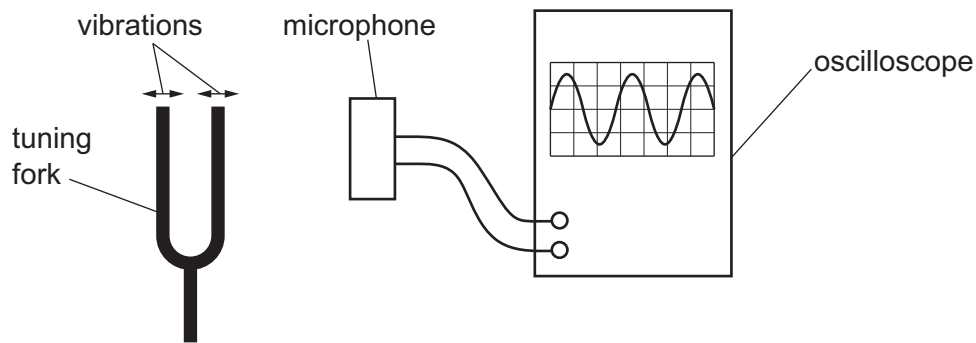 vibrations
microphone
oscilloscope
tuning
fork